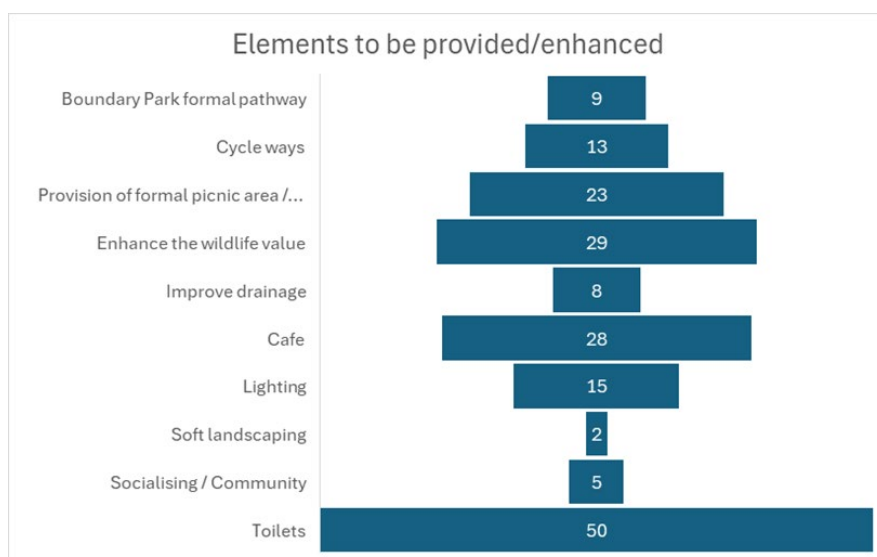 Elements to be provided/enhanced
Boundary Park formal pathway 9
Cycle ways 13
Provision of formal picnic area /... 23
Enhance the wildlife value 29
Improve drainage 8
Cafe 28
Lighting 15
Soft landscaping 2
Socialising / Community 5
Toilets 50